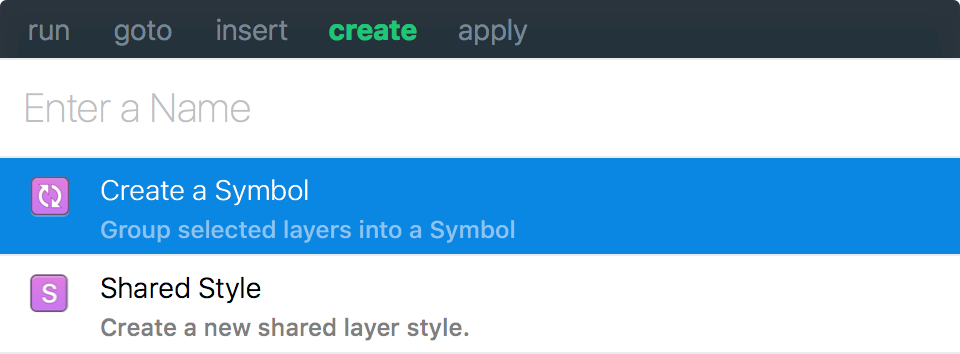 run goto insert create apply
Enter a Name
Create a Symbol
Group selected layers into a Symbol
S
Shared Style
Create a new shared layer style.